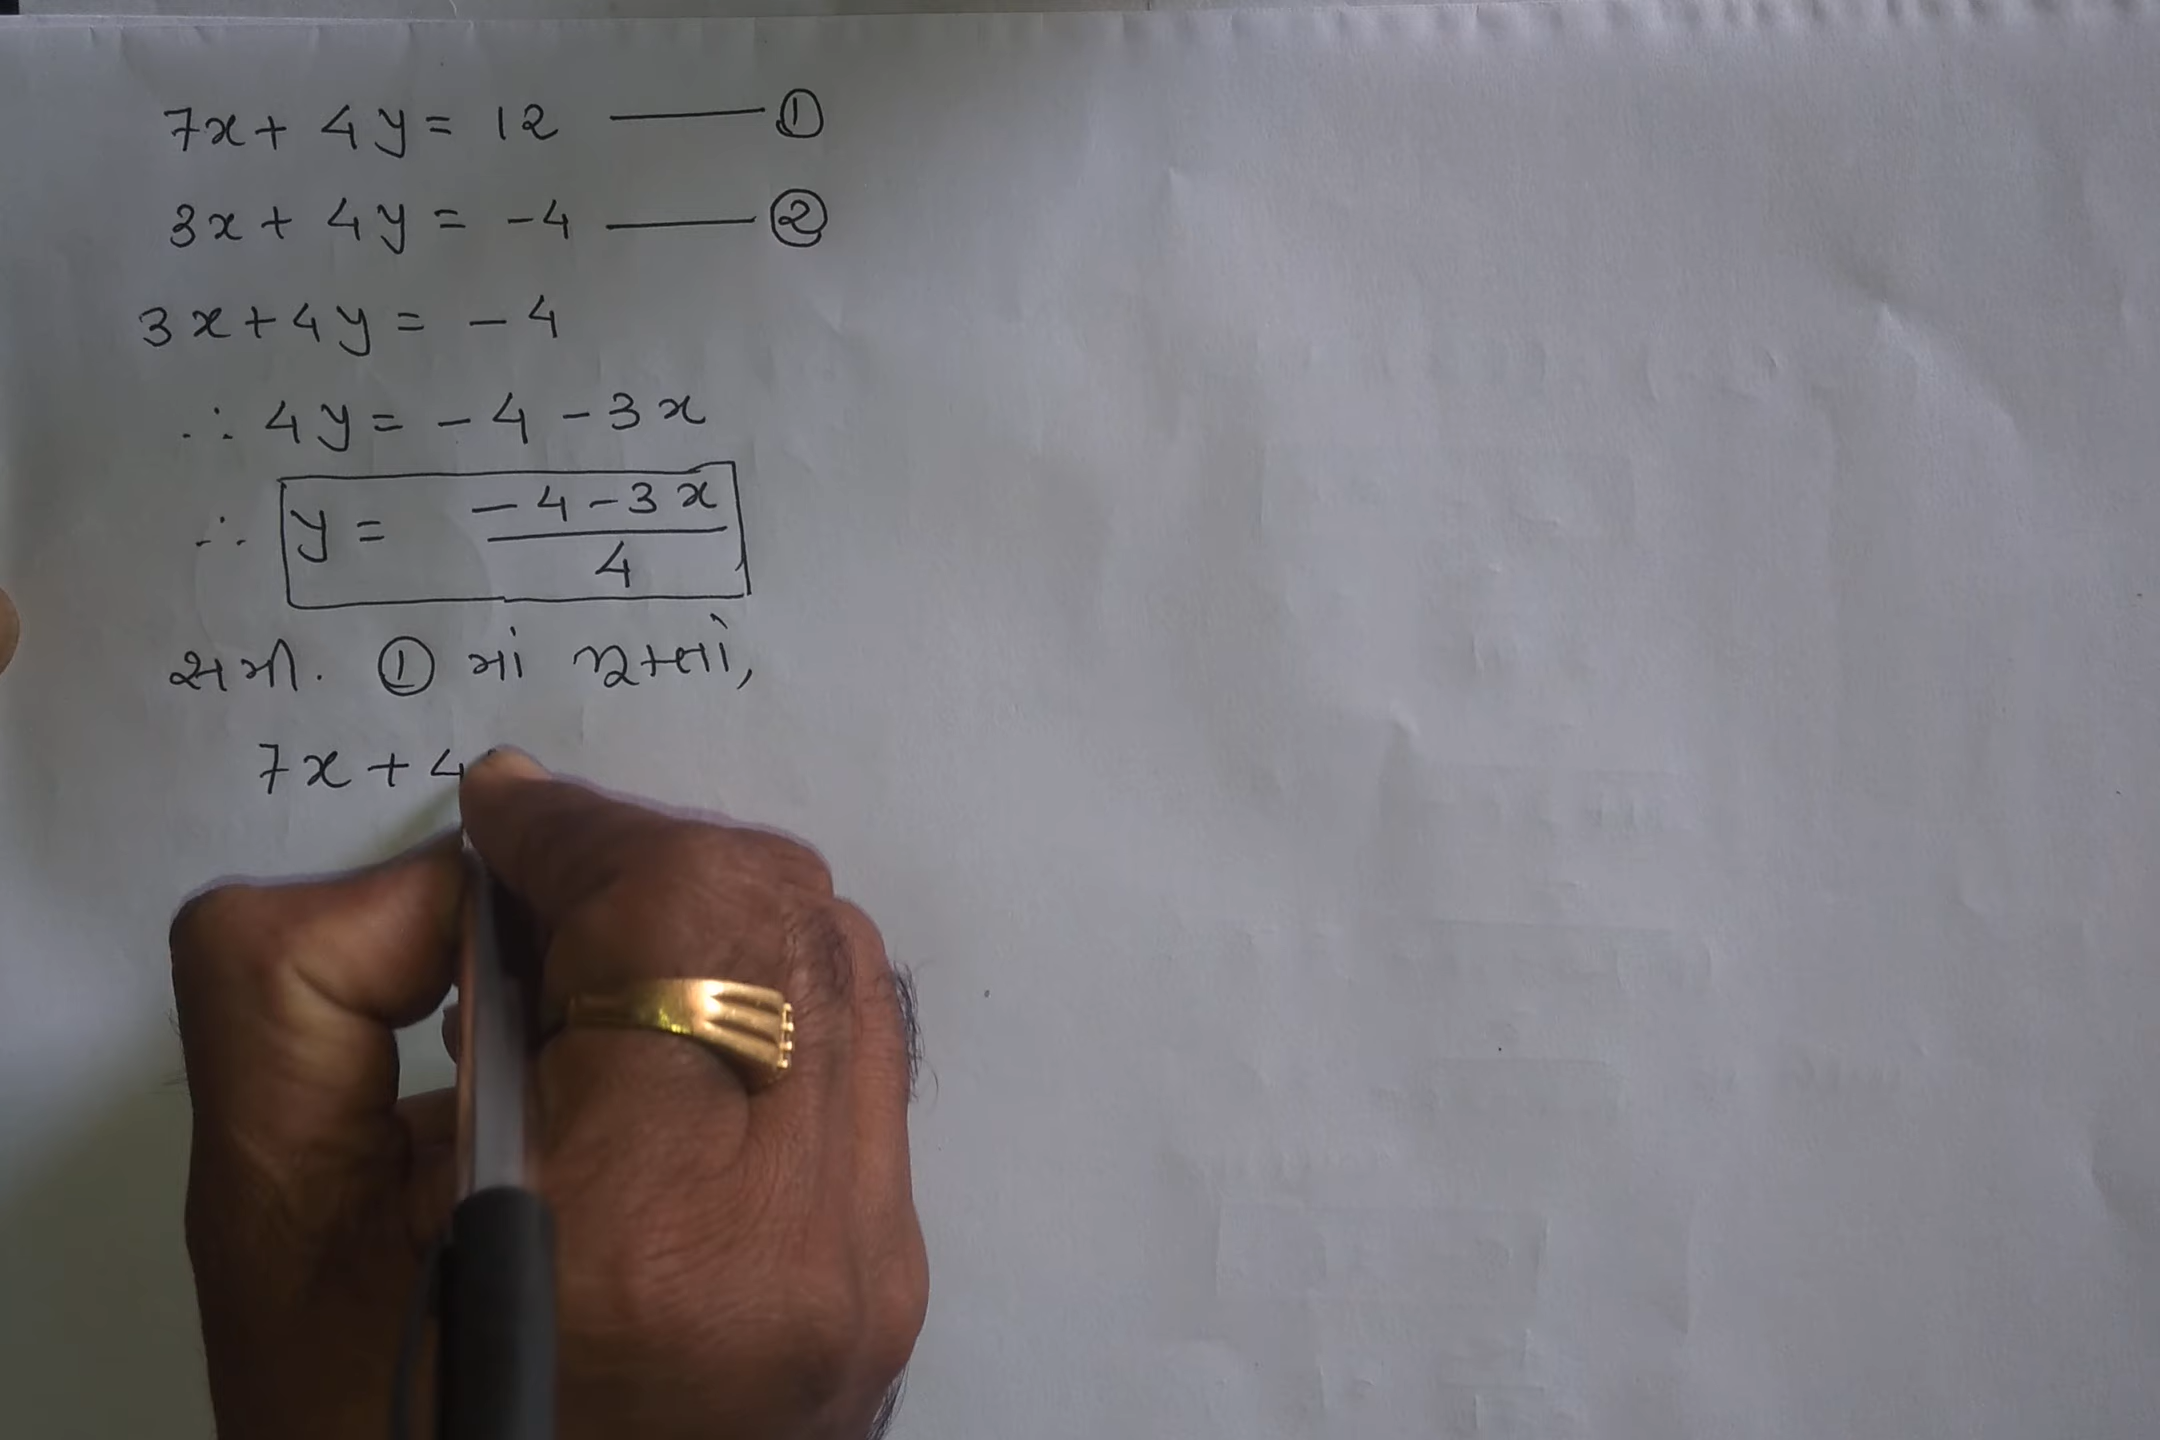 7x + 4y = 12 —— ①
3x + 4y = -4 —— ②
3x + 4y = -4
∴ 4y = -4 - 3x
∴ y = (-4 - 3x) / 4
સમી. ① માં મૂકતાં,
7x + 4